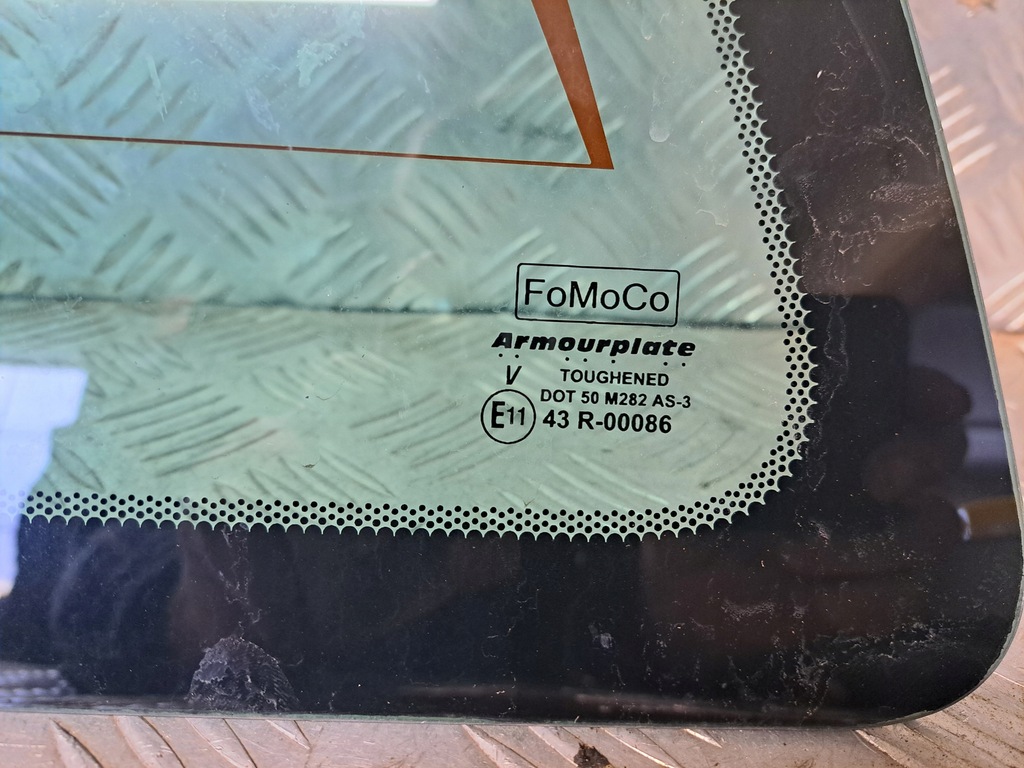 FoMoCo
Armourplate
V TOUGHENED
DOT 50 M282 AS-3
E11 43 R-00086